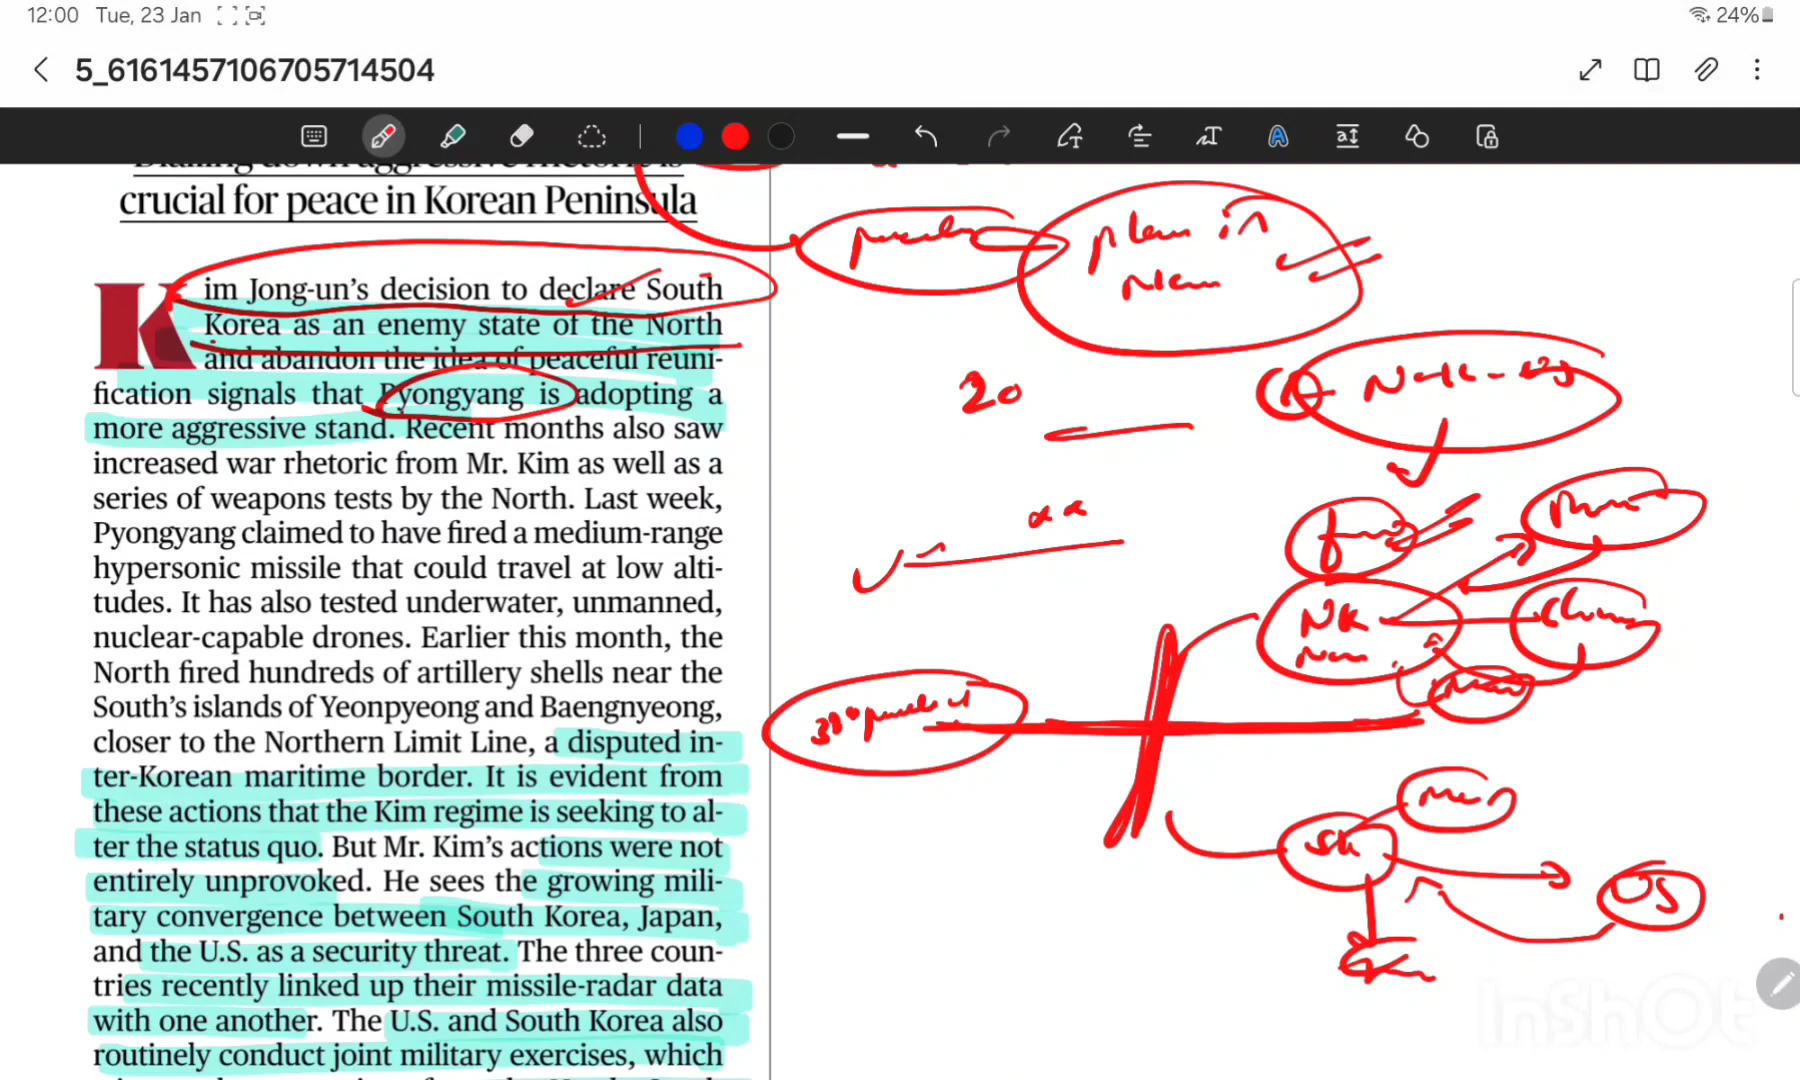 12:00 Tue, 23 Jan
24%
5_6161457106705714504
Dialling down aggressive rhetoric is
crucial for peace in Korean Peninsula
Kim Jong-un's decision to declare South
Korea as an enemy state of the North
and abandon the idea of peaceful reuni-
fication signals that Pyongyang is adopting a
more aggressive stand. Recent months also saw
increased war rhetoric from Mr. Kim as well as a
series of weapons tests by the North. Last week,
Pyongyang claimed to have fired a medium-range
hypersonic missile that could travel at low alti-
tudes. It has also tested underwater, unmanned,
nuclear-capable drones. Earlier this month, the
North fired hundreds of artillery shells near the
South's islands of Yeonpyeong and Baengnyeong,
closer to the Northern Limit Line, a disputed in-
ter-Korean maritime border. It is evident from
these actions that the Kim regime is seeking to al-
ter the status quo. But Mr. Kim's actions were not
entirely unprovoked. He sees the growing mili-
tary convergence between South Korea, Japan,
and the U.S. as a security threat. The three coun-
tries recently linked up their missile-radar data
with one another. The U.S. and South Korea also
routinely conduct joint military exercises, which
20
NK
SK
US
InShOt